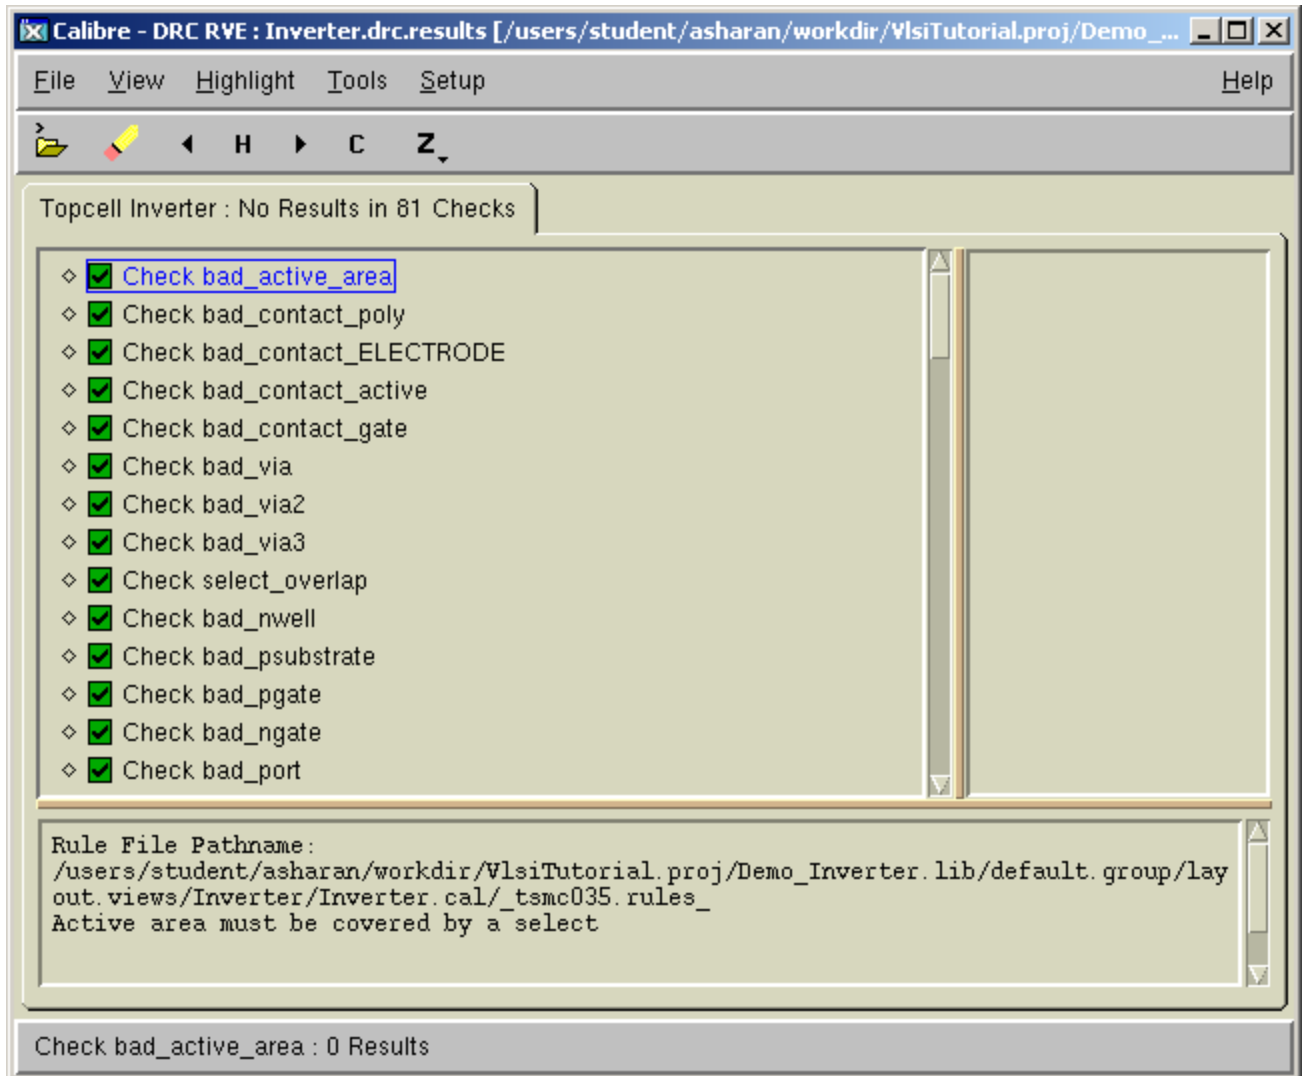 Calibre - DRC RVE : Inverter.drc.results [/users/student/asharan/workdir/VlsiTutorial.proj/Demo_...
File View Highlight Tools Setup Help
H C Z
Topcell Inverter : No Results in 81 Checks
Check bad_active_area
Check bad_contact_poly
Check bad_contact_ELECTRODE
Check bad_contact_active
Check bad_contact_gate
Check bad_via
Check bad_via2
Check bad_via3
Check select_overlap
Check bad_nwell
Check bad_psubstrate
Check bad_pgate
Check bad_ngate
Check bad_port
Rule File Pathname:
/users/student/asharan/workdir/VlsiTutorial.proj/Demo_Inverter.lib/default.group/lay
out.views/Inverter/Inverter.cal/_tsmc035.rules_
Active area must be covered by a select
Check bad_active_area : 0 Results